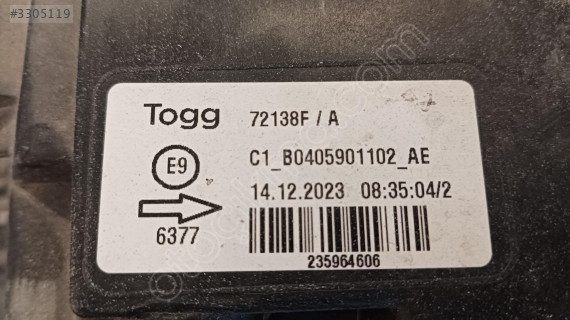 #3305119
Togg 72138F / A
E9 C1_B0405901102_AE
14.12.2023 08:35:04/2
6377
235964606